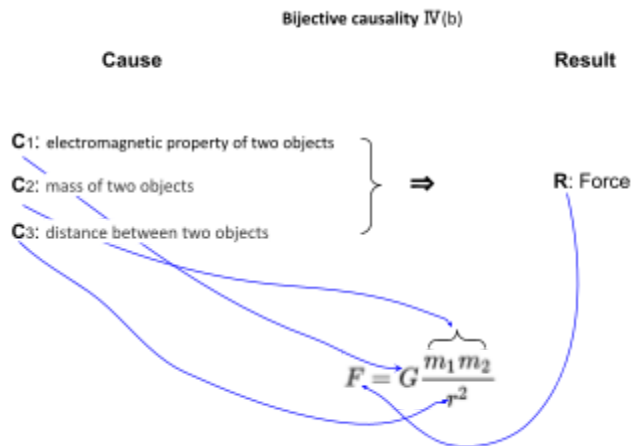 Bijective causality Ⅳ(b)
Cause Result
C1: electromagnetic property of two objects
C2: mass of two objects
⇒ R: Force
C3: distance between two objects
F = G m₁m₂ / r²